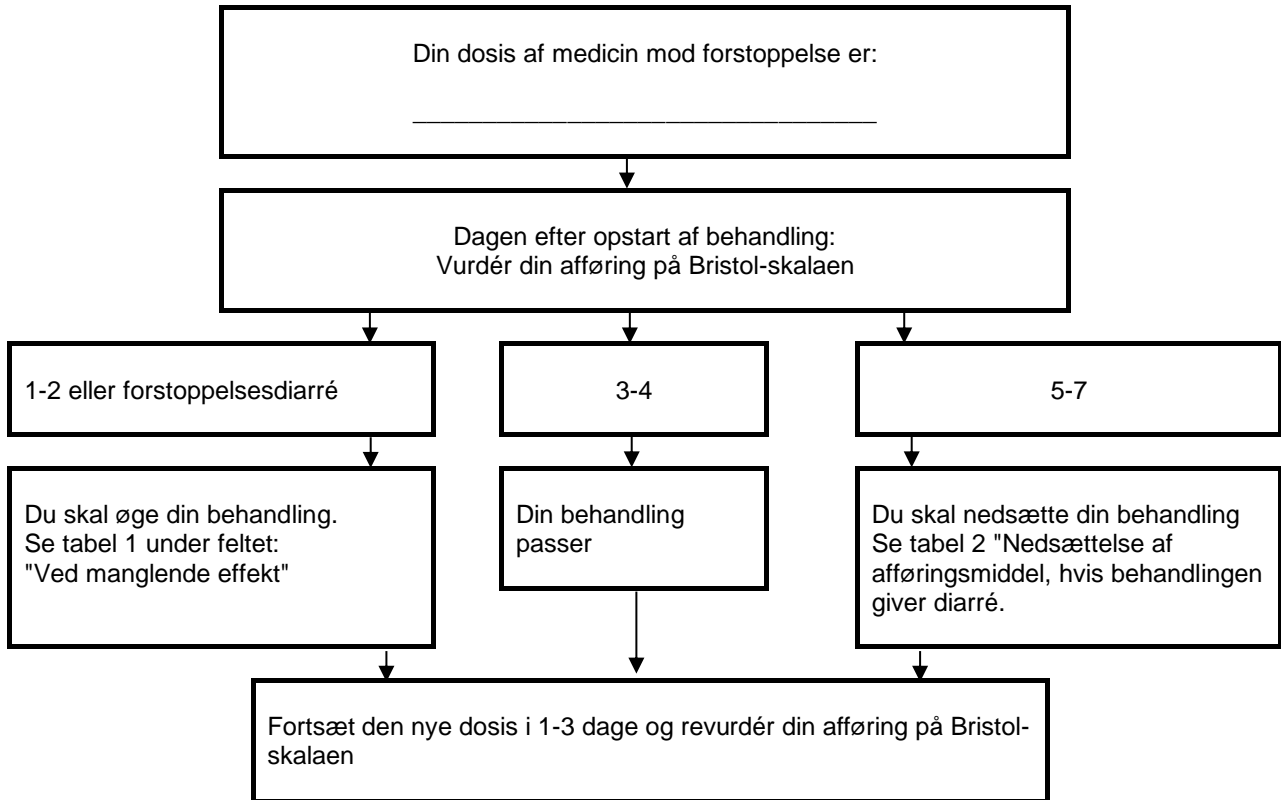 Din dosis af medicin mod forstoppelse er:
_________________________________
Dagen efter opstart af behandling:
Vurdér din afføring på Bristol-skalaen
1-2 eller forstoppelsesdiarré
3-4
5-7
Du skal øge din behandling.
Se tabel 1 under feltet:
"Ved manglende effekt"
Din behandling
passer
Du skal nedsætte din behandling
Se tabel 2 "Nedsættelse af
afføringsmiddel, hvis behandlingen
giver diarré.
Fortsæt den nye dosis i 1-3 dage og revurdér din afføring på Bristol-
skalaen